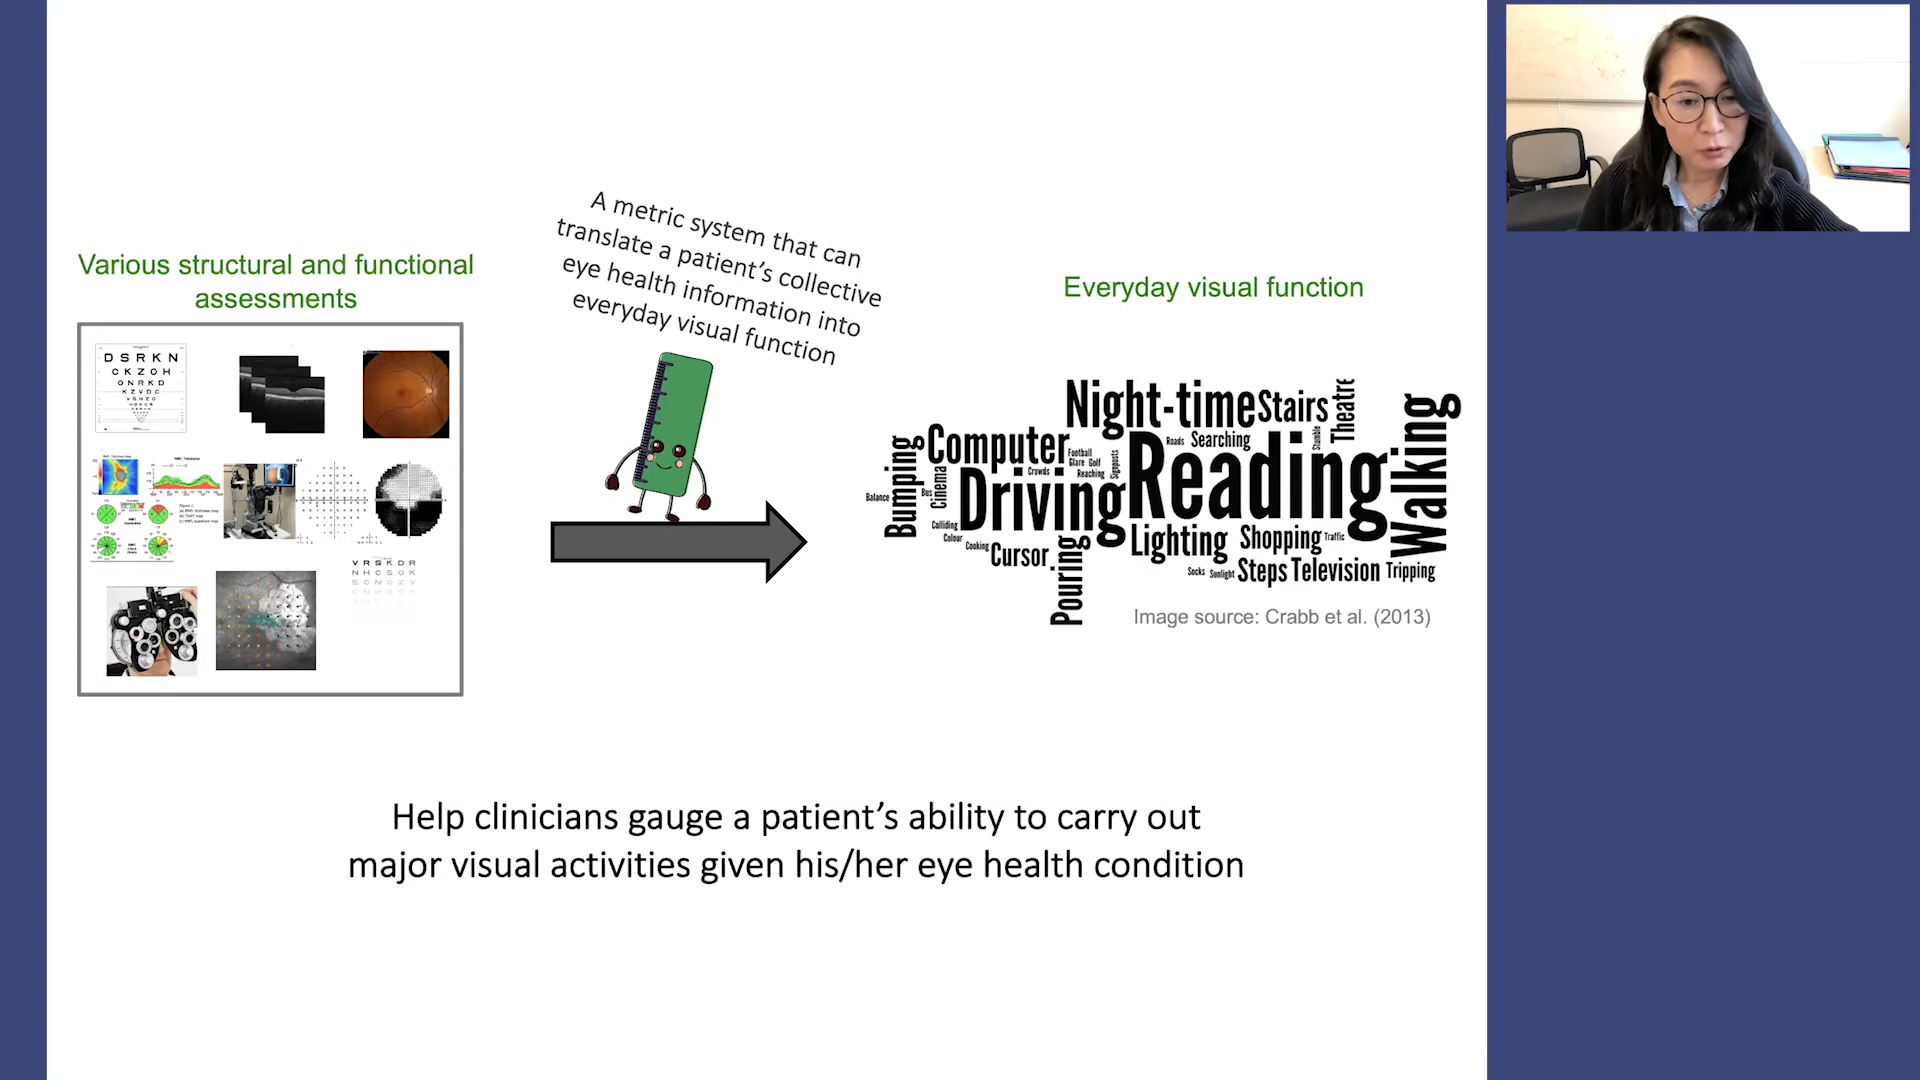 Various structural and functional
assessments
D S R K N
C K Z O H
O N R K D
K Z V D C
V S H Z O
V R S K D R
N H C S O K
S C N O Z V
A metric system that can
translate a patient's collective
eye health information into
everyday visual function
Everyday visual function
Night-time
Stairs
Theatre
Walking
Computer
Roads
Searching
Stumble
Bumping
Football
Glare
Golf
Crowds
Reaching
Signposts
Reading
Balance
Bus
Cinema
Driving
Colliding
Colour
Cooking
Cursor
Pouring
Lighting
Shopping
Traffic
Socks
Sunlight
Steps
Television
Tripping
Image source: Crabb et al. (2013)
Help clinicians gauge a patient's ability to carry out
major visual activities given his/her eye health condition